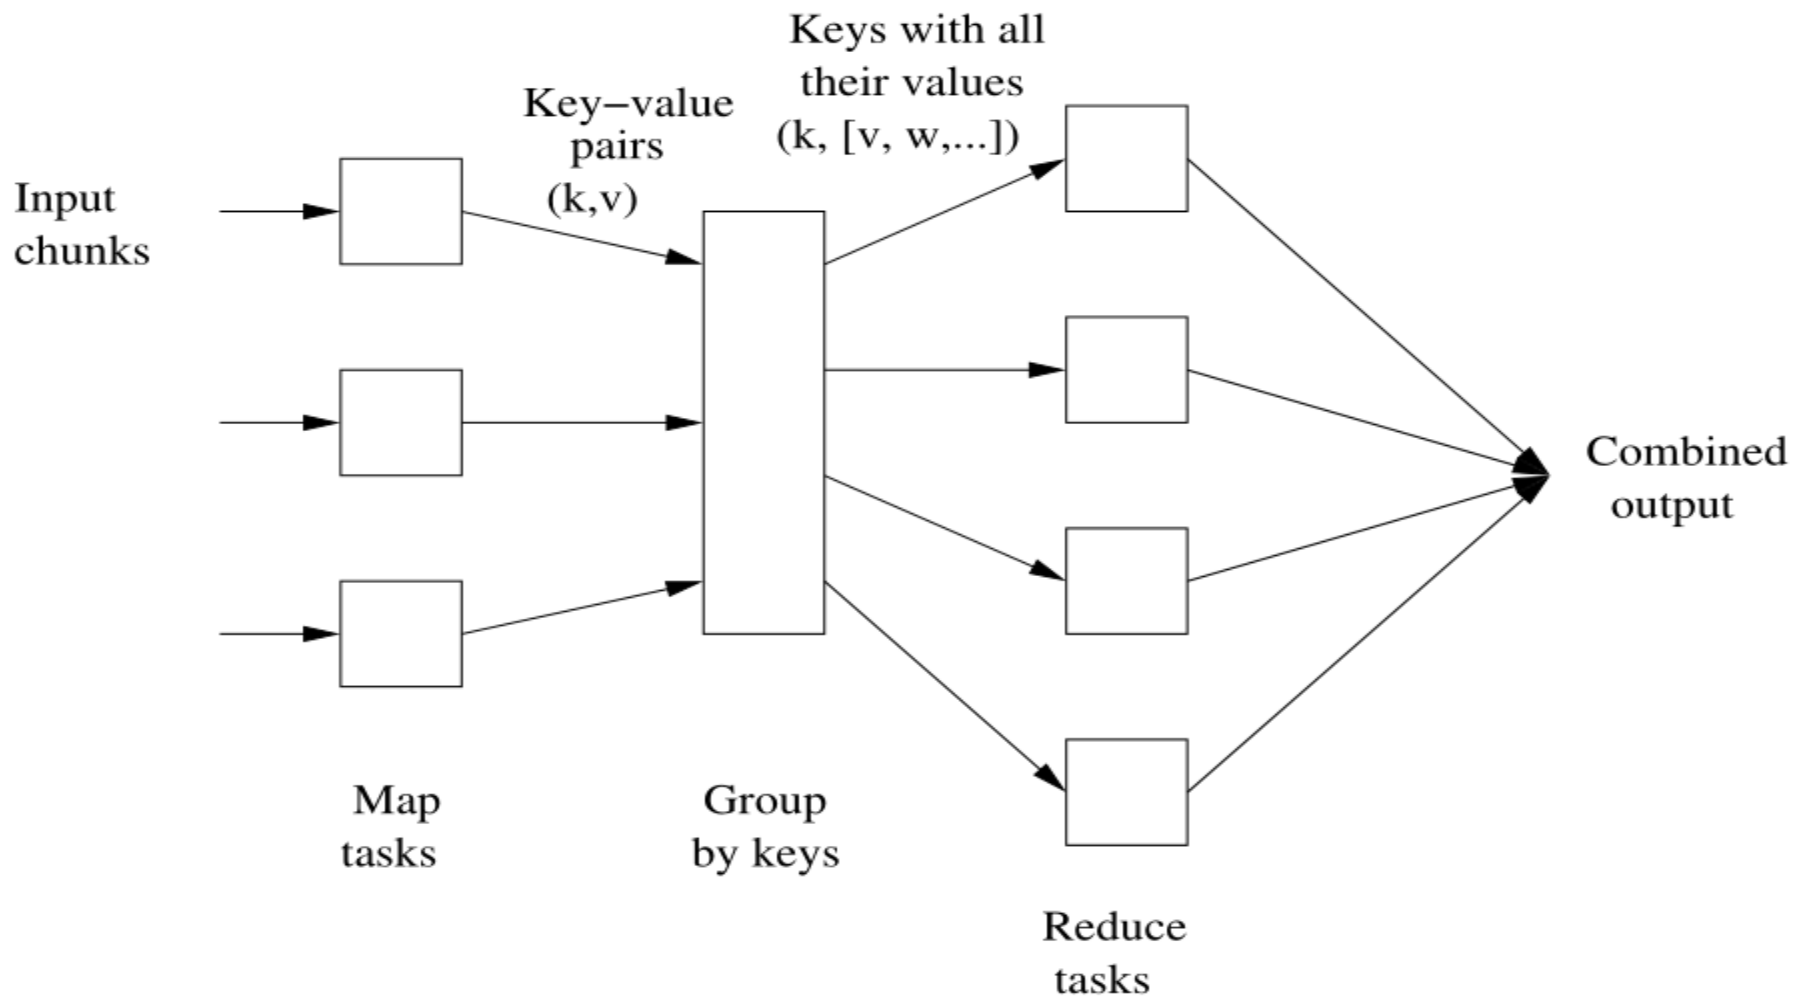 Input
chunks
Key−value
pairs
(k,v)
Keys with all
their values
(k, [v, w,...])
Combined
output
Map
tasks
Group
by keys
Reduce
tasks